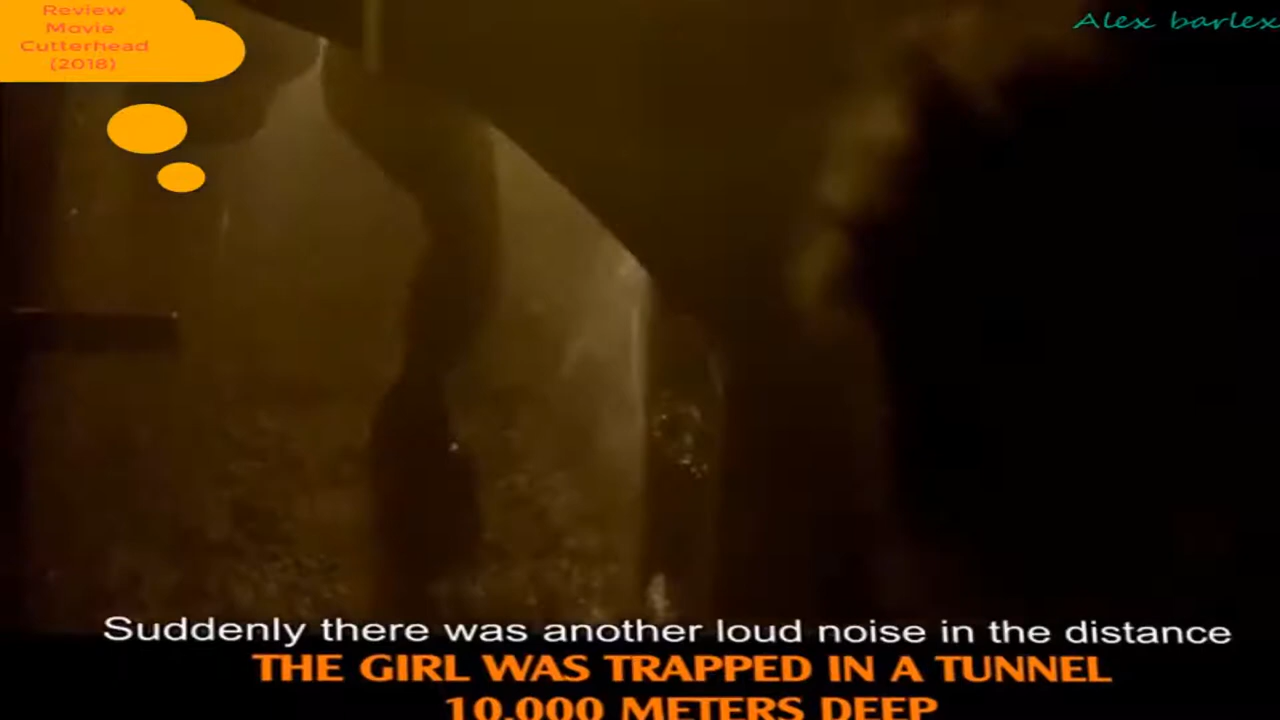 Review
Movie
Cutterhead
(2018)
Alex barlex
Suddenly there was another loud noise in the distance
THE GIRL WAS TRAPPED IN A TUNNEL
10,000 METERS DEEP